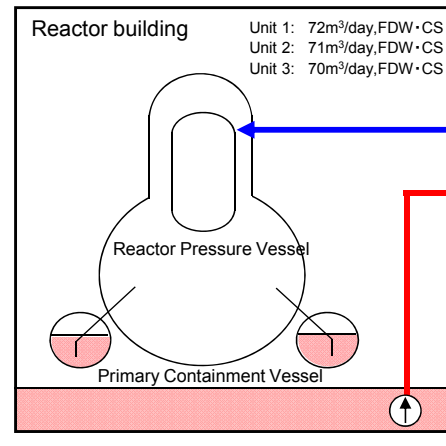 Reactor building
Unit 1: 72m³/day,FDW・CS
Unit 2: 71m³/day,FDW・CS
Unit 3: 70m³/day,FDW・CS
Reactor Pressure Vessel
Primary Containment Vessel